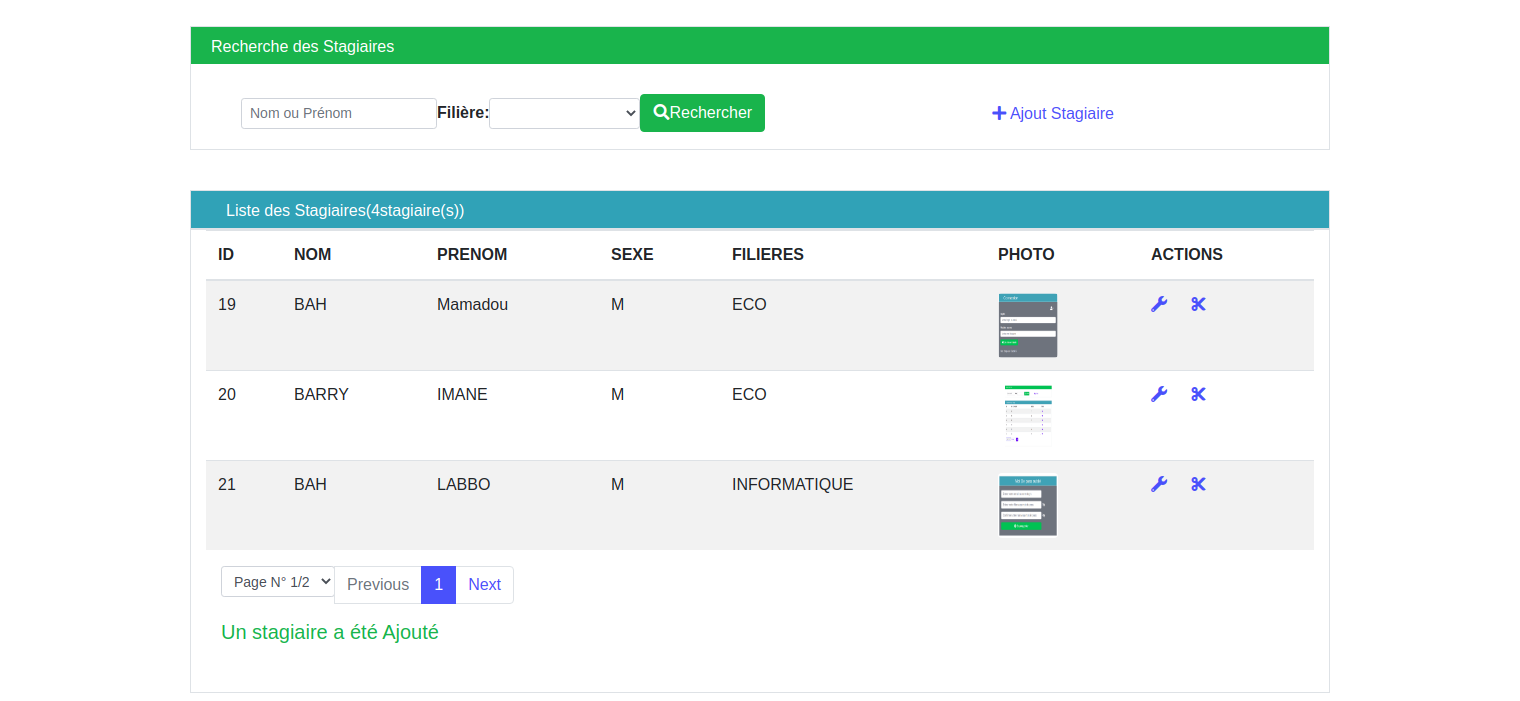 Recherche des Stagiaires
Nom ou Prénom Filière: Rechercher Ajout Stagiaire
Liste des Stagiaires(4stagiaire(s))
ID NOM PRENOM SEXE FILIERES PHOTO ACTIONS
19 BAH Mamadou M ECO
20 BARRY IMANE M ECO
21 BAH LABBO M INFORMATIQUE
Page N° 1/2 Previous 1 Next
Un stagiaire a été Ajouté